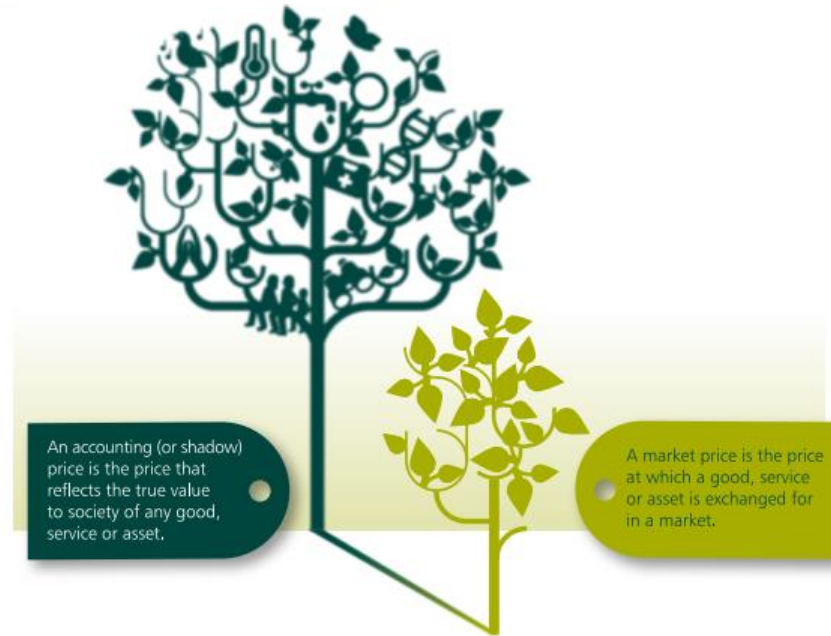 An accounting (or shadow)
price is the price that
reflects the true value
to society of any good,
service or asset.
A market price is the price
at which a good, service
or asset is exchanged for
in a market.